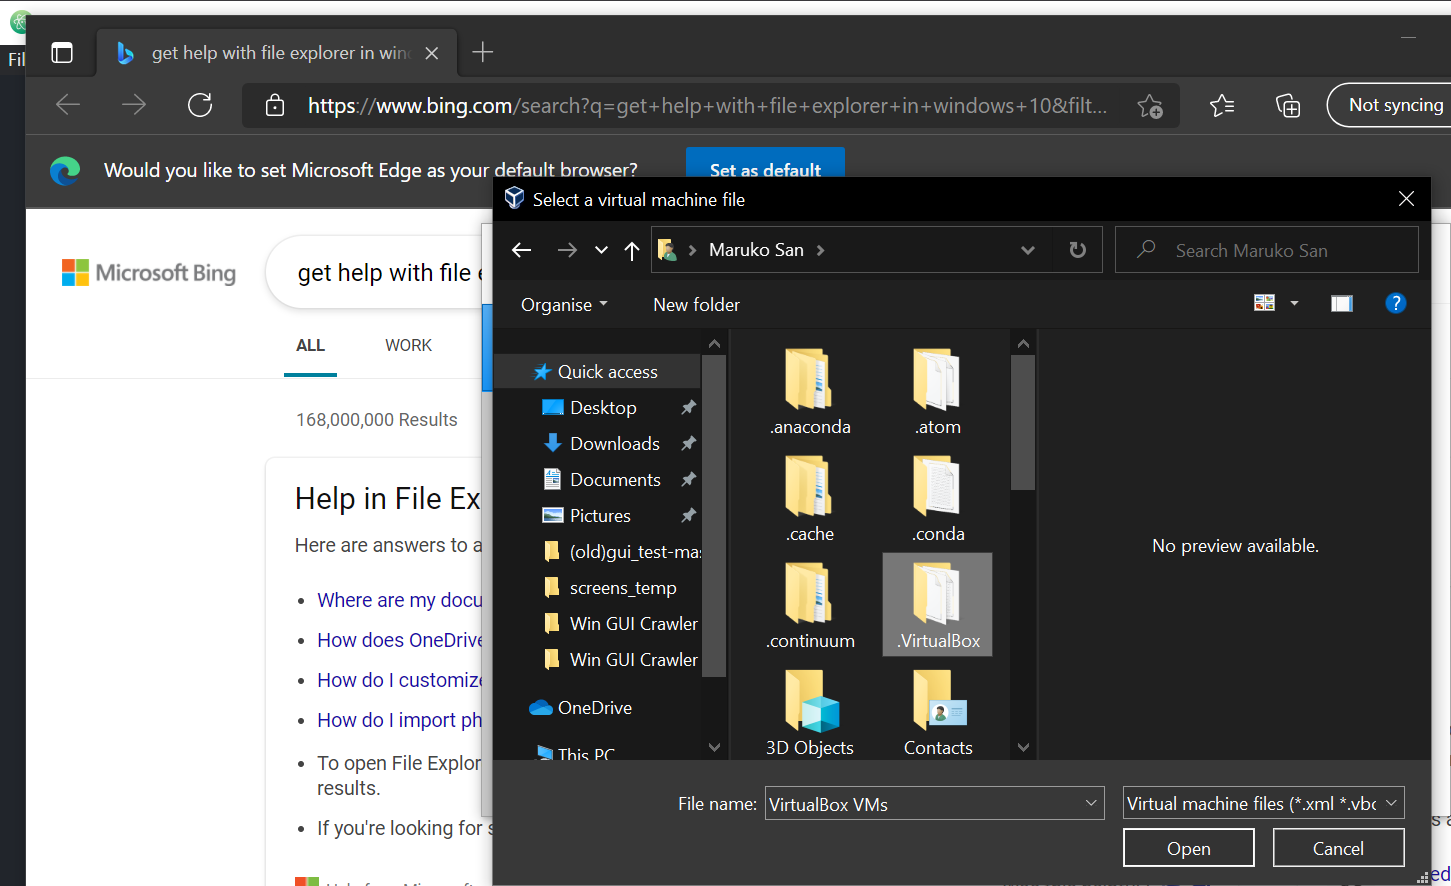 Fil
get help with file explorer in win
https://www.bing.com/search?q=get+help+with+file+explorer+in+windows+10&filt...
Not syncing
Would you like to set Microsoft Edge as your default browser?
Set as default
Microsoft Bing
get help with file e
ALL
WORK
168,000,000 Results
Help in File Ex
Here are answers to a
Where are my docu
How does OneDrive
How do I customize
How do I import ph
To open File Explor
results.
If you're looking for s
Select a virtual machine file
Maruko San
Search Maruko San
Organise
New folder
Quick access
Desktop
Downloads
Documents
Pictures
(old)gui_test-mas
screens_temp
Win GUI Crawler
Win GUI Crawler
OneDrive
This PC
.anaconda
.atom
.cache
.conda
.continuum
.VirtualBox
3D Objects
Contacts
No preview available.
File name:
VirtualBox VMs
Virtual machine files (*.xml *.vbo
Open
Cancel
s a
ed